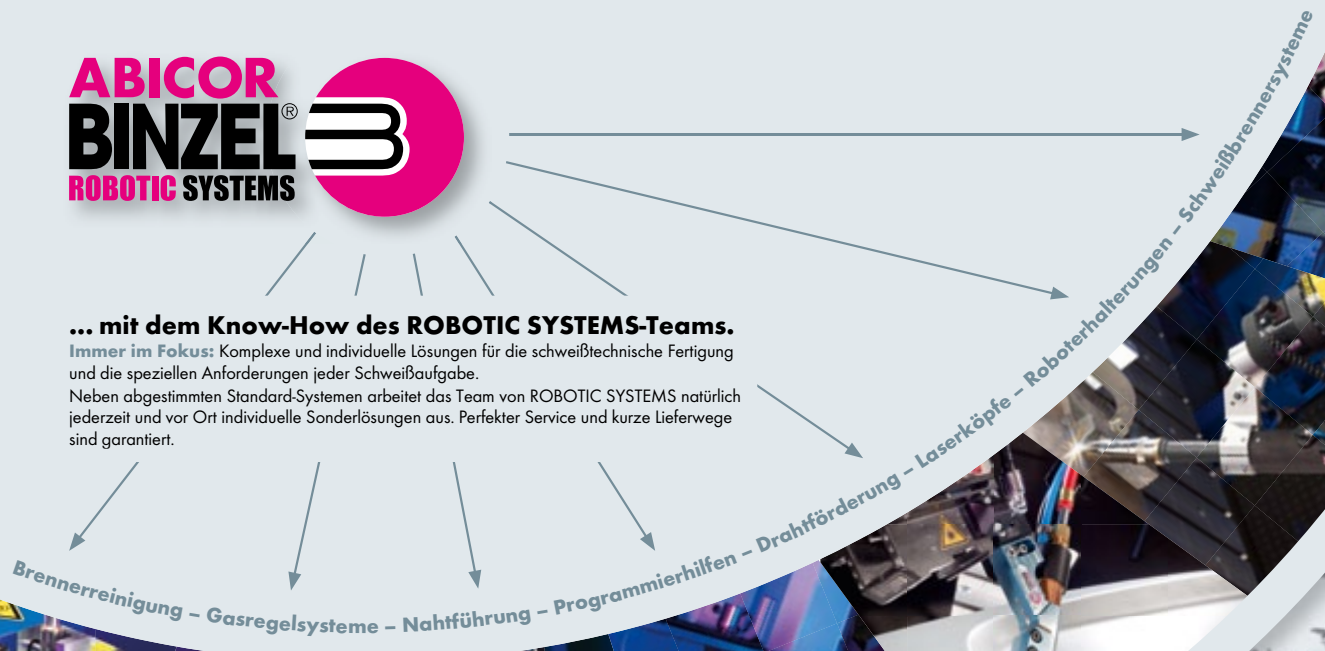 ABICOR
BINZEL®
ROBOTIC SYSTEMS
... mit dem Know-How des ROBOTIC SYSTEMS-Teams.
Immer im Fokus: Komplexe und individuelle Lösungen für die schweißtechnische Fertigung
und die speziellen Anforderungen jeder Schweißaufgabe.
Neben abgestimmten Standard-Systemen arbeitet das Team von ROBOTIC SYSTEMS natürlich
jederzeit und vor Ort individuelle Sonderlösungen aus. Perfekter Service und kurze Lieferwege
sind garantiert.
Brennerreinigung – Gasregelsysteme – Nahtführung – Programmierhilfen – Drahtförderung – Laserköpfe – Roboterhalterungen – Schweißbrennersysteme